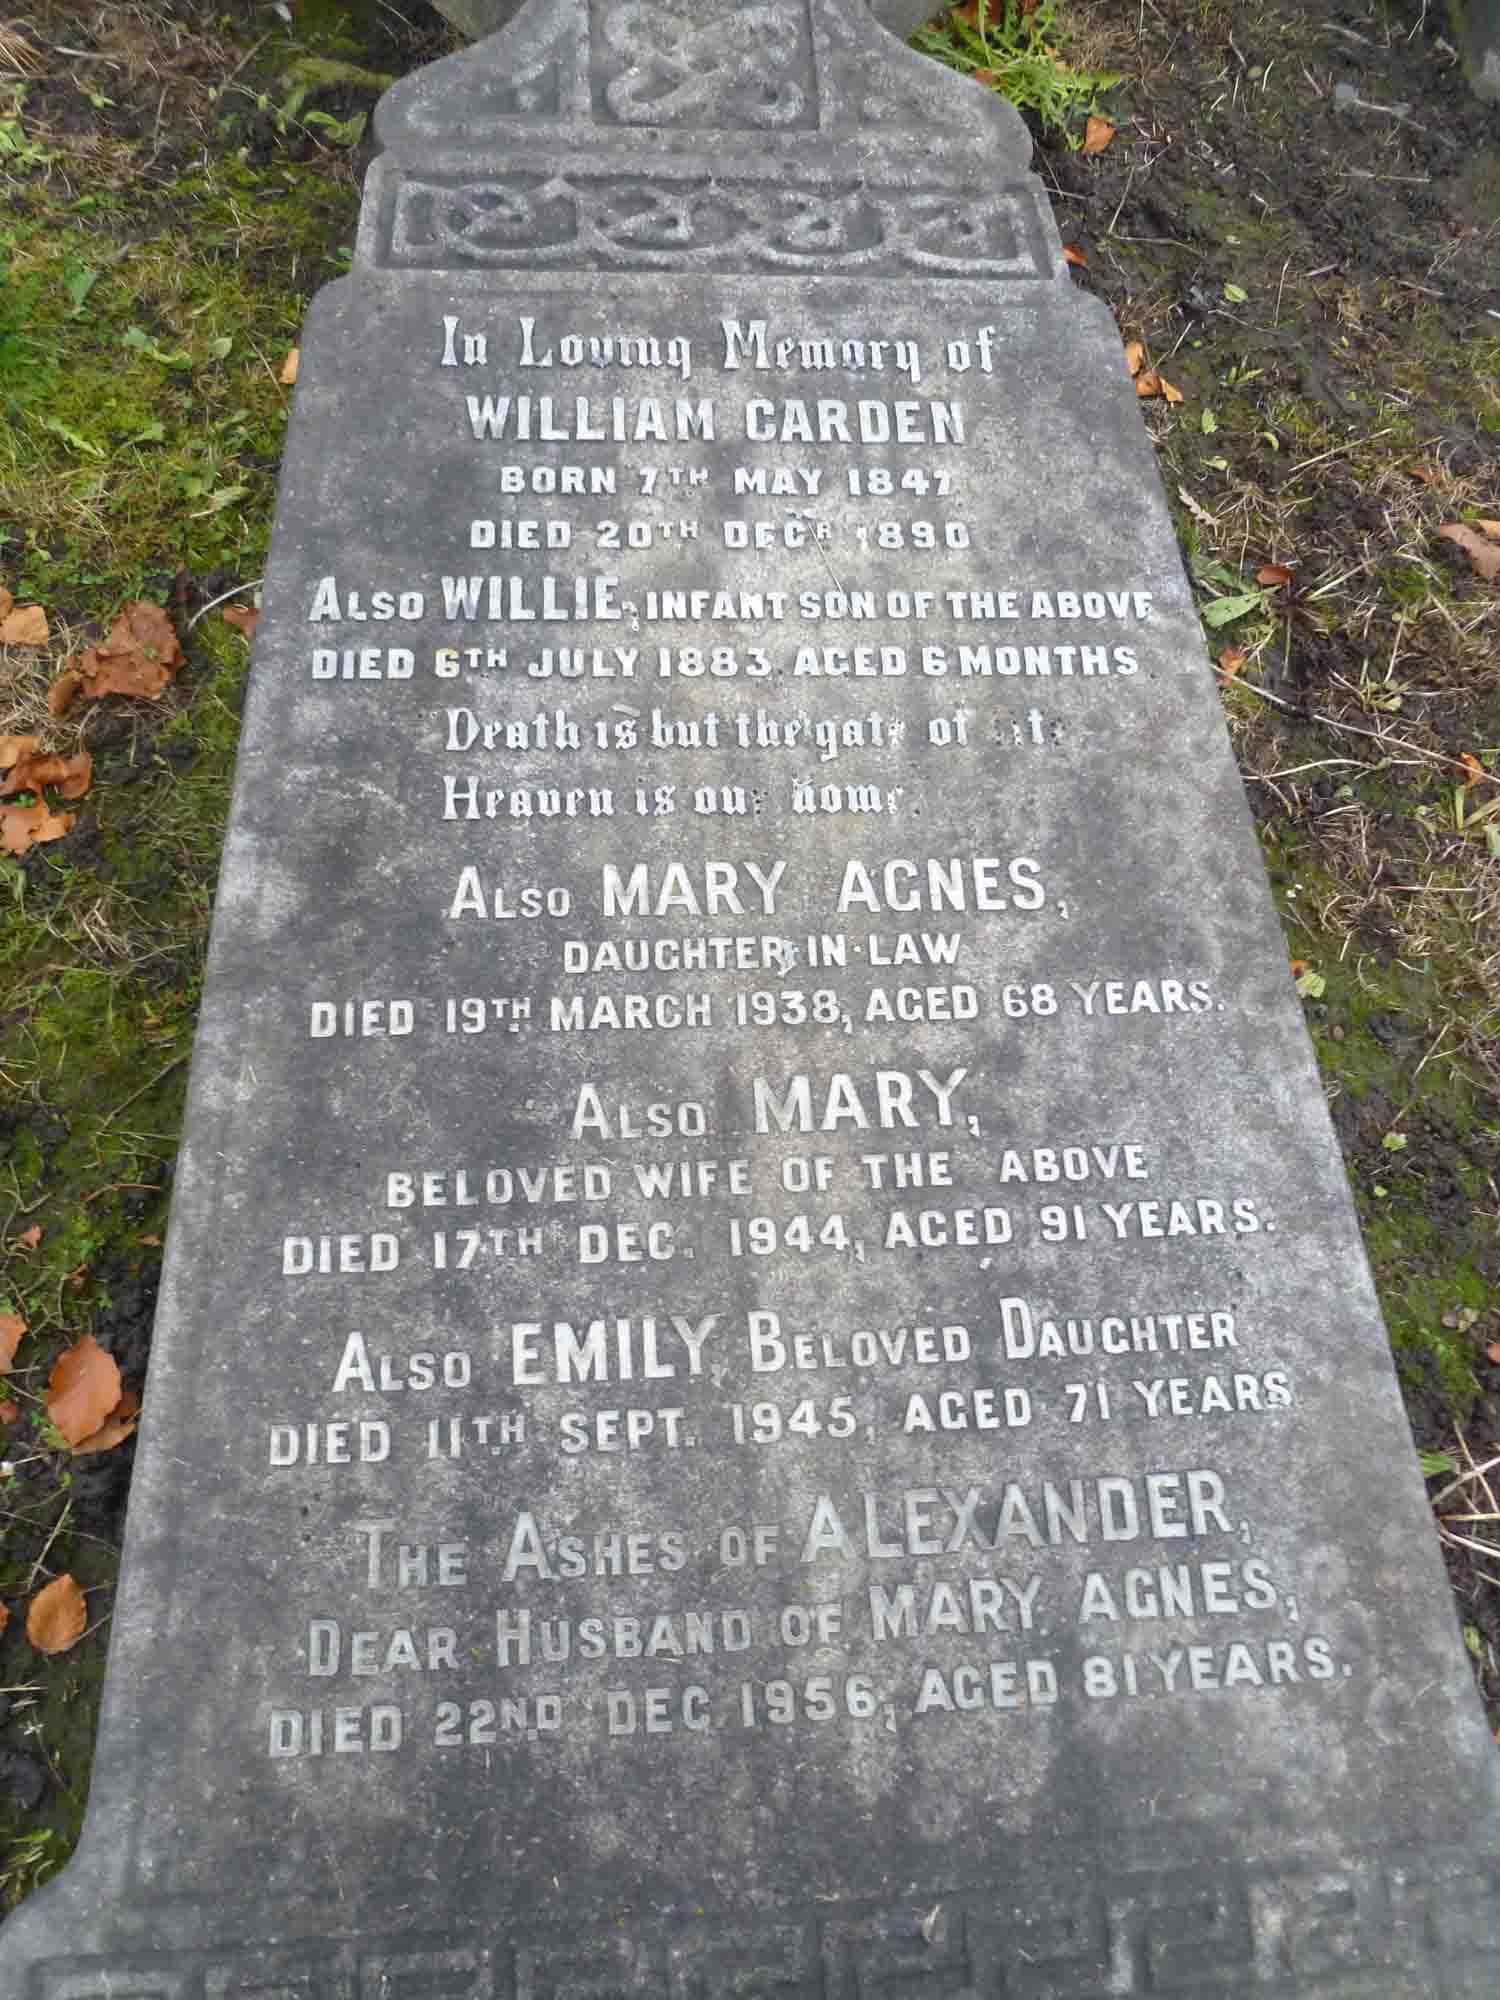 In Loving Memory of
WILLIAM CARDEN
BORN 7TH MAY 1847
DIED 20TH DECR 1890
ALSO WILLIE, INFANT SON OF THE ABOVE
DIED 6TH JULY 1883. AGED 6 MONTHS
Death is but the gate of
Heaven is our home
ALSO MARY AGNES,
DAUGHTER-IN-LAW
DIED 19TH MARCH 1938, AGED 68 YEARS.
ALSO MARY,
BELOVED WIFE OF THE ABOVE
DIED 17TH DEC. 1944, AGED 91 YEARS.
ALSO EMILY, BELOVED DAUGHTER
DIED 11TH SEPT. 1945, AGED 71 YEARS.
THE ASHES OF ALEXANDER,
DEAR HUSBAND OF MARY AGNES,
DIED 22ND DEC. 1956, AGED 81 YEARS.